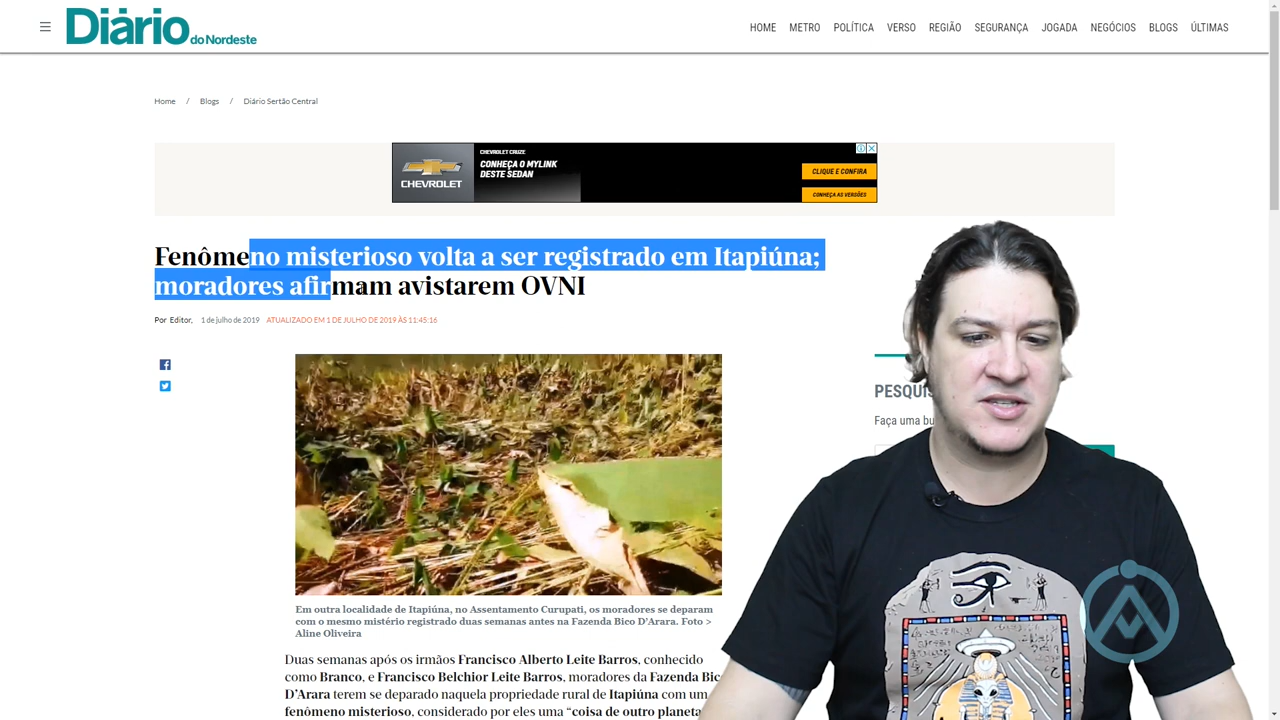 Diário do Nordeste
HOME METRO POLÍTICA VERSO REGIÃO SEGURANÇA JOGADA NEGÓCIOS BLOGS ÚLTIMAS
Home / Blogs / Diário Sertão Central
CHEVROLET
CHEVROLET CRUZE
CONHEÇA O MYLINK
DESTE SEDAN
CLIQUE E CONFIRA
CONHEÇA AS VERSÕES
Fenômeno misterioso volta a ser registrado em Itapiúna;
moradores afirmam avistarem OVNI
Por Editor, 1 de julho de 2019 ATUALIZADO EM 1 DE JULHO DE 2019 ÀS 11:45:16
Em outra localidade de Itapiúna, no Assentamento Curupati, os moradores se deparam
com o mesmo mistério registrado duas semanas antes na Fazenda Bico D’Arara. Foto >
Aline Oliveira
Duas semanas após os irmãos Francisco Alberto Leite Barros, conhecido
como Branco, e Francisco Belchior Leite Barros, moradores da Fazenda Bic
D’Arara terem se deparado naquela propriedade rural de Itapiúna com um
fenômeno misterioso, considerado por eles uma “coisa de outro planeta
PESQUIS
Faça uma bu